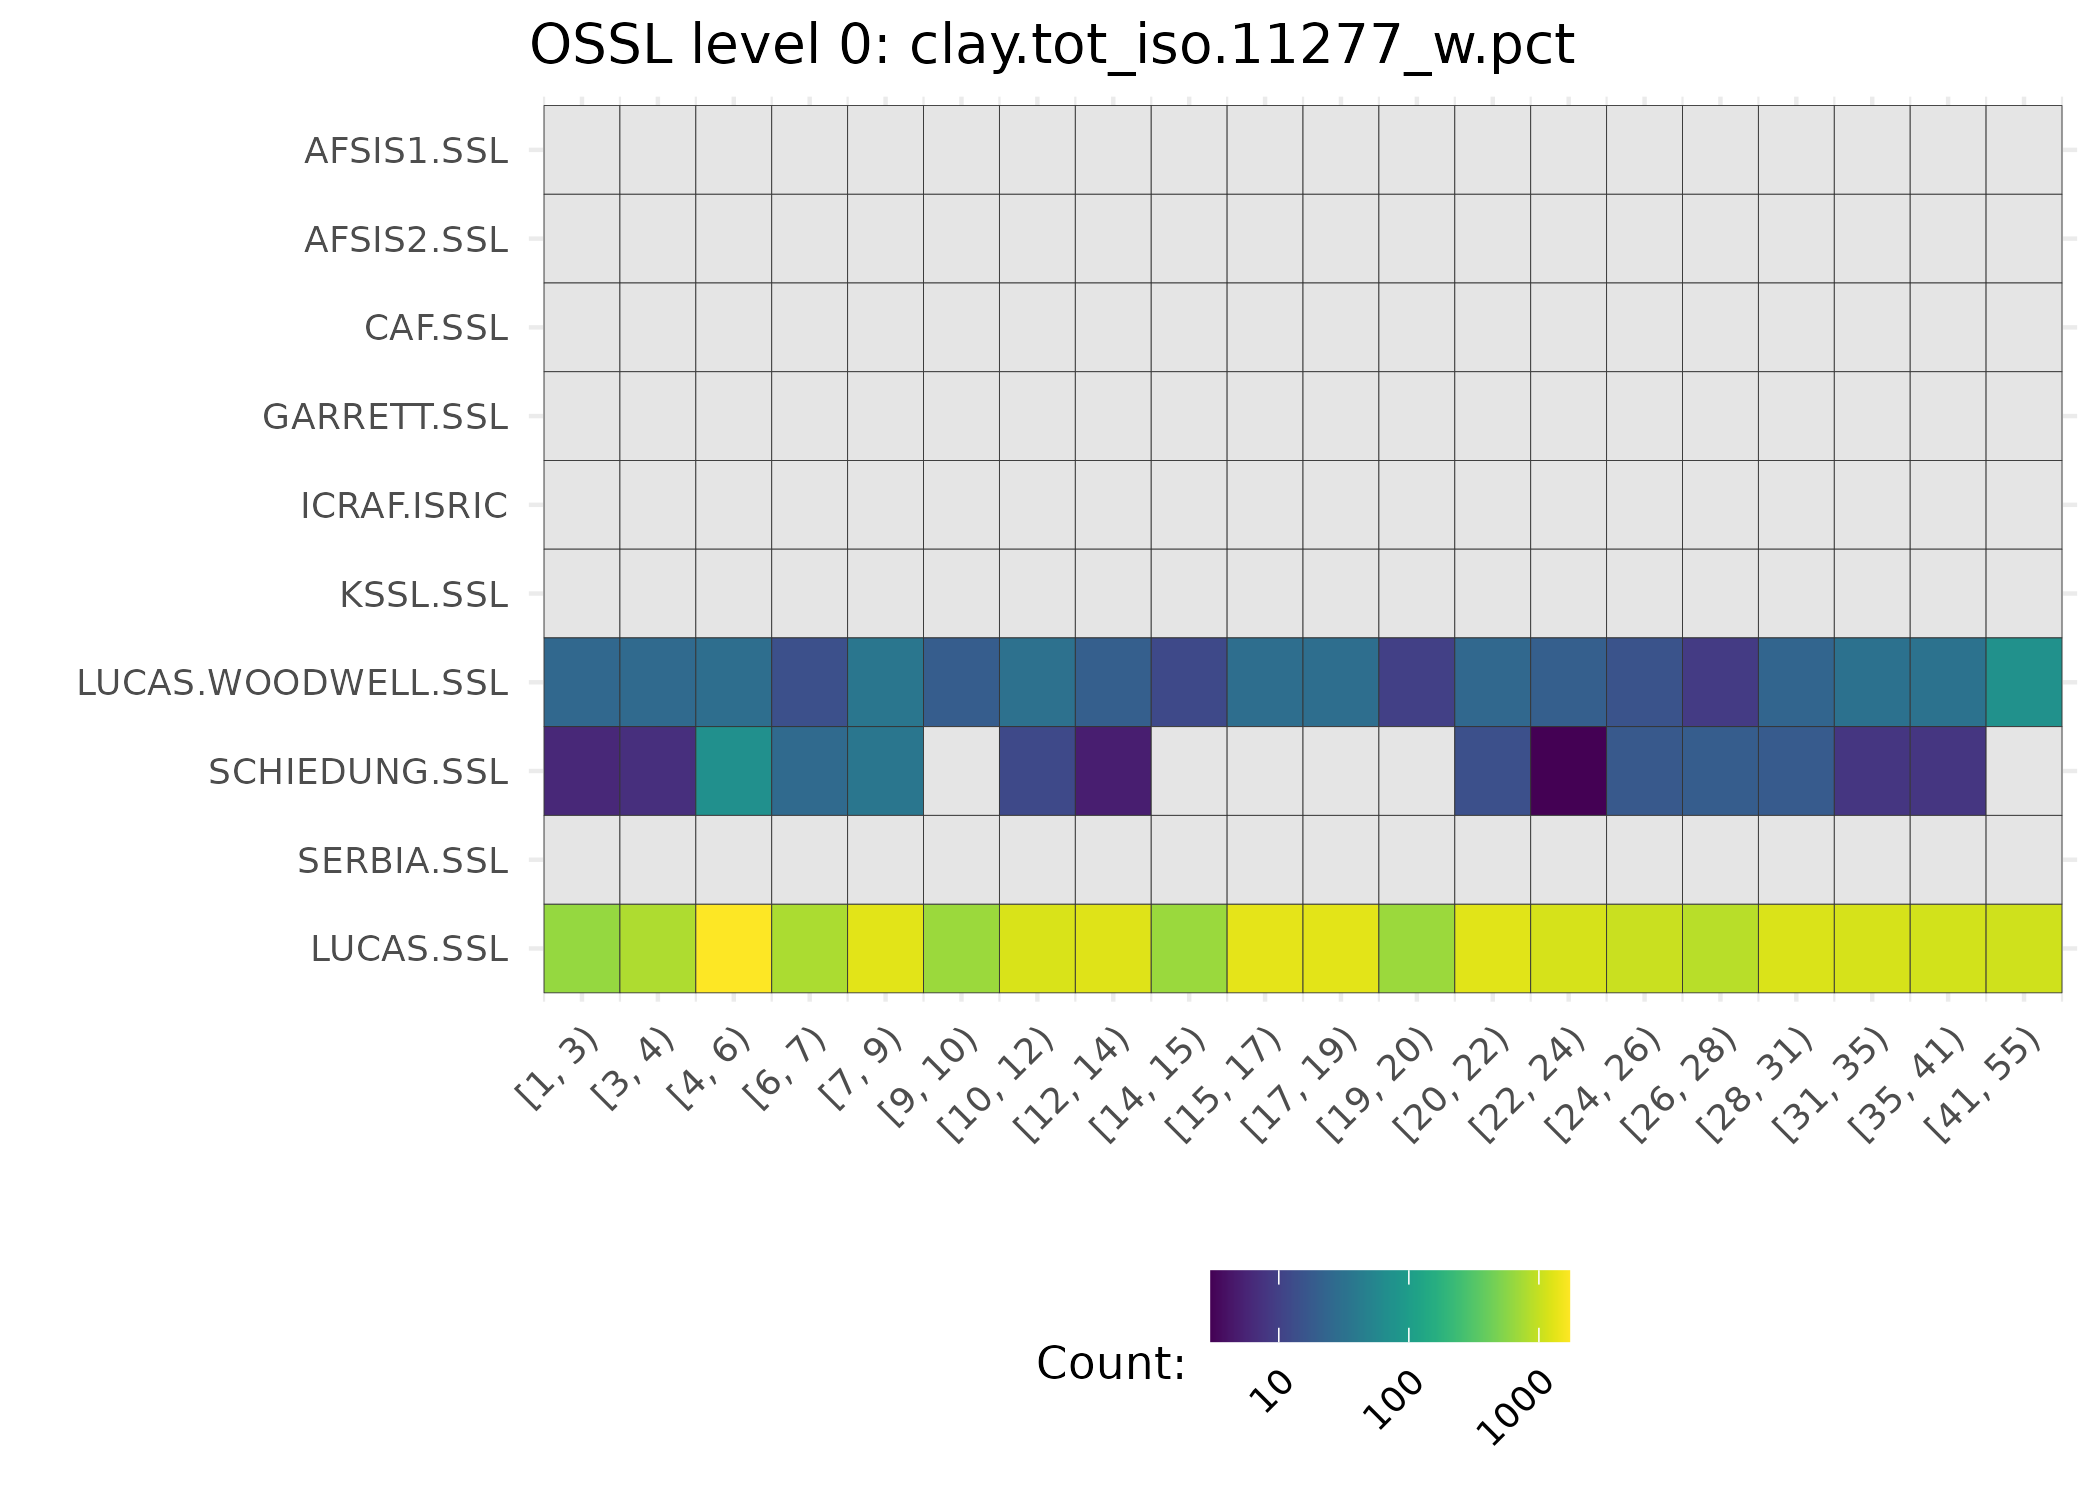 OSSL level 0: clay.tot_iso.11277_w.pct
AFSIS1.SSL
AFSIS2.SSL
CAF.SSL
GARRETT.SSL
ICRAF.ISRIC
KSSL.SSL
LUCAS.WOODWELL.SSL
SCHIEDUNG.SSL
SERBIA.SSL
LUCAS.SSL
[1, 3)
[3, 4)
[4, 6)
[6, 7)
[7, 9)
[9, 10)
[10, 12)
[12, 14)
[14, 15)
[15, 17)
[17, 19)
[19, 20)
[20, 22)
[22, 24)
[24, 26)
[26, 28)
[28, 31)
[31, 35)
[35, 41)
[41, 55)
Count:
10
100
1000